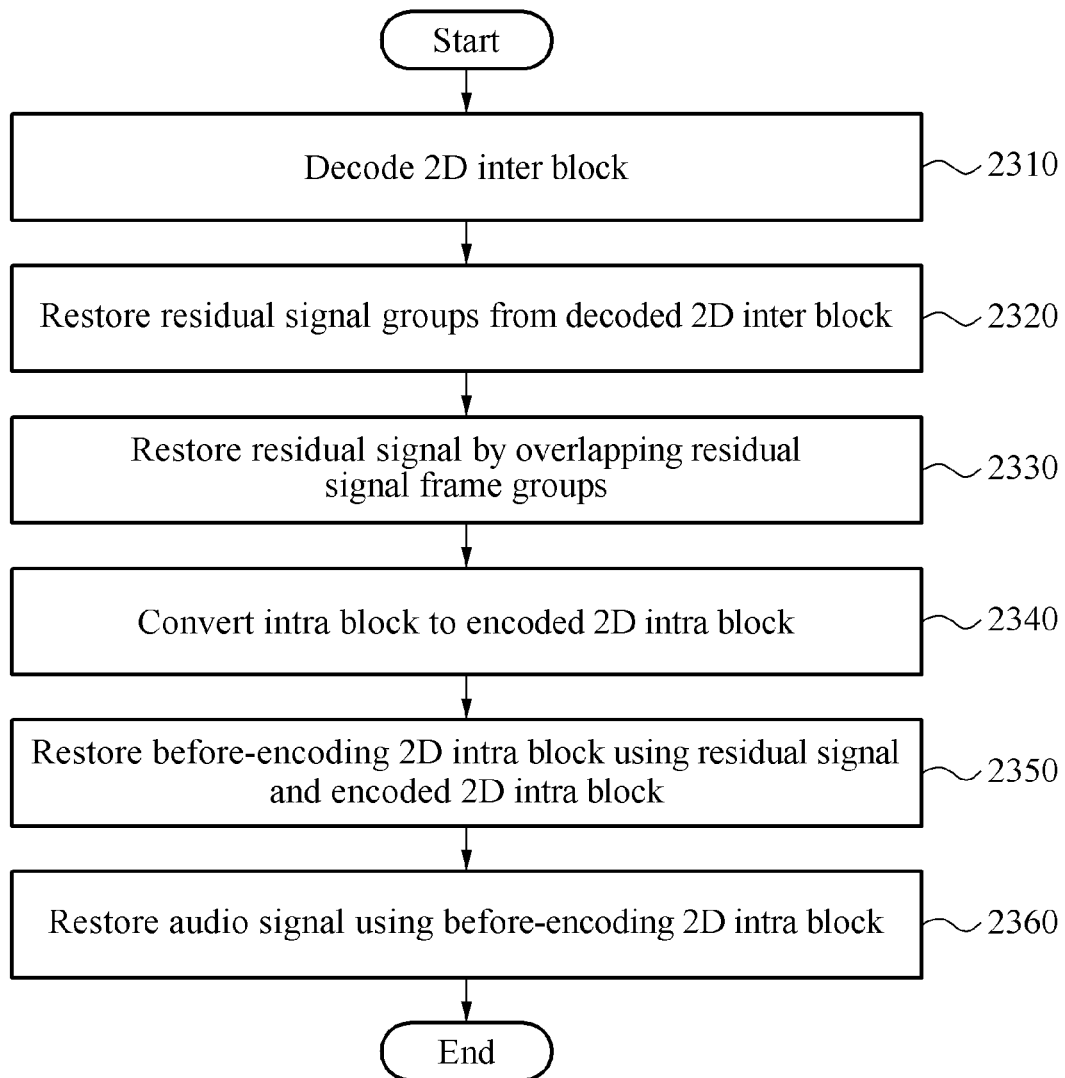 Start
Decode 2D inter block
2310
Restore residual signal groups from decoded 2D inter block
2320
Restore residual signal by overlapping residual
signal frame groups
2330
Convert intra block to encoded 2D intra block
2340
Restore before-encoding 2D intra block using residual signal
and encoded 2D intra block
2350
Restore audio signal using before-encoding 2D intra block
2360
End